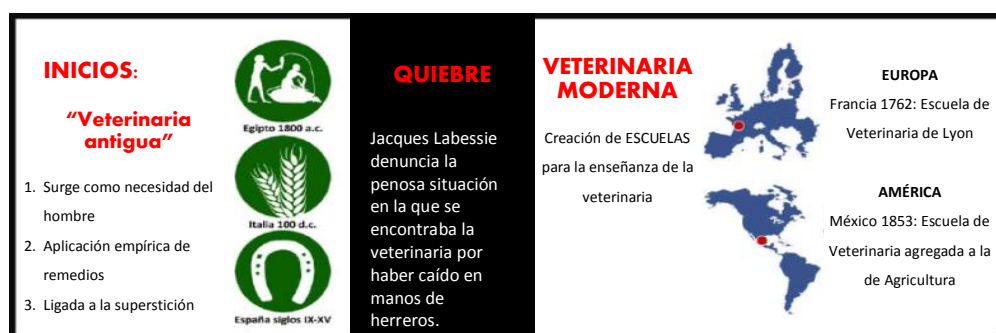 INICIOS:
“Veterinaria
antigua”
1. Surge como necesidad del
hombre
2. Aplicación empírica de
remedios
3. Ligada a la superstición
Egipto 1800 a.c.
Italia 100 d.c.
España siglos IX-XV
QUIEBRE
Jacques Labessie
denuncia la
penosa situación
en la que se
encontraba la
veterinaria por
haber caído en
manos de
herreros.
VETERINARIA
MODERNA
Creación de ESCUELAS
para la enseñanza de la
veterinaria
EUROPA
Francia 1762: Escuela de
Veterinaria de Lyon
AMÉRICA
México 1853: Escuela de
Veterinaria agregada a la
de Agricultura